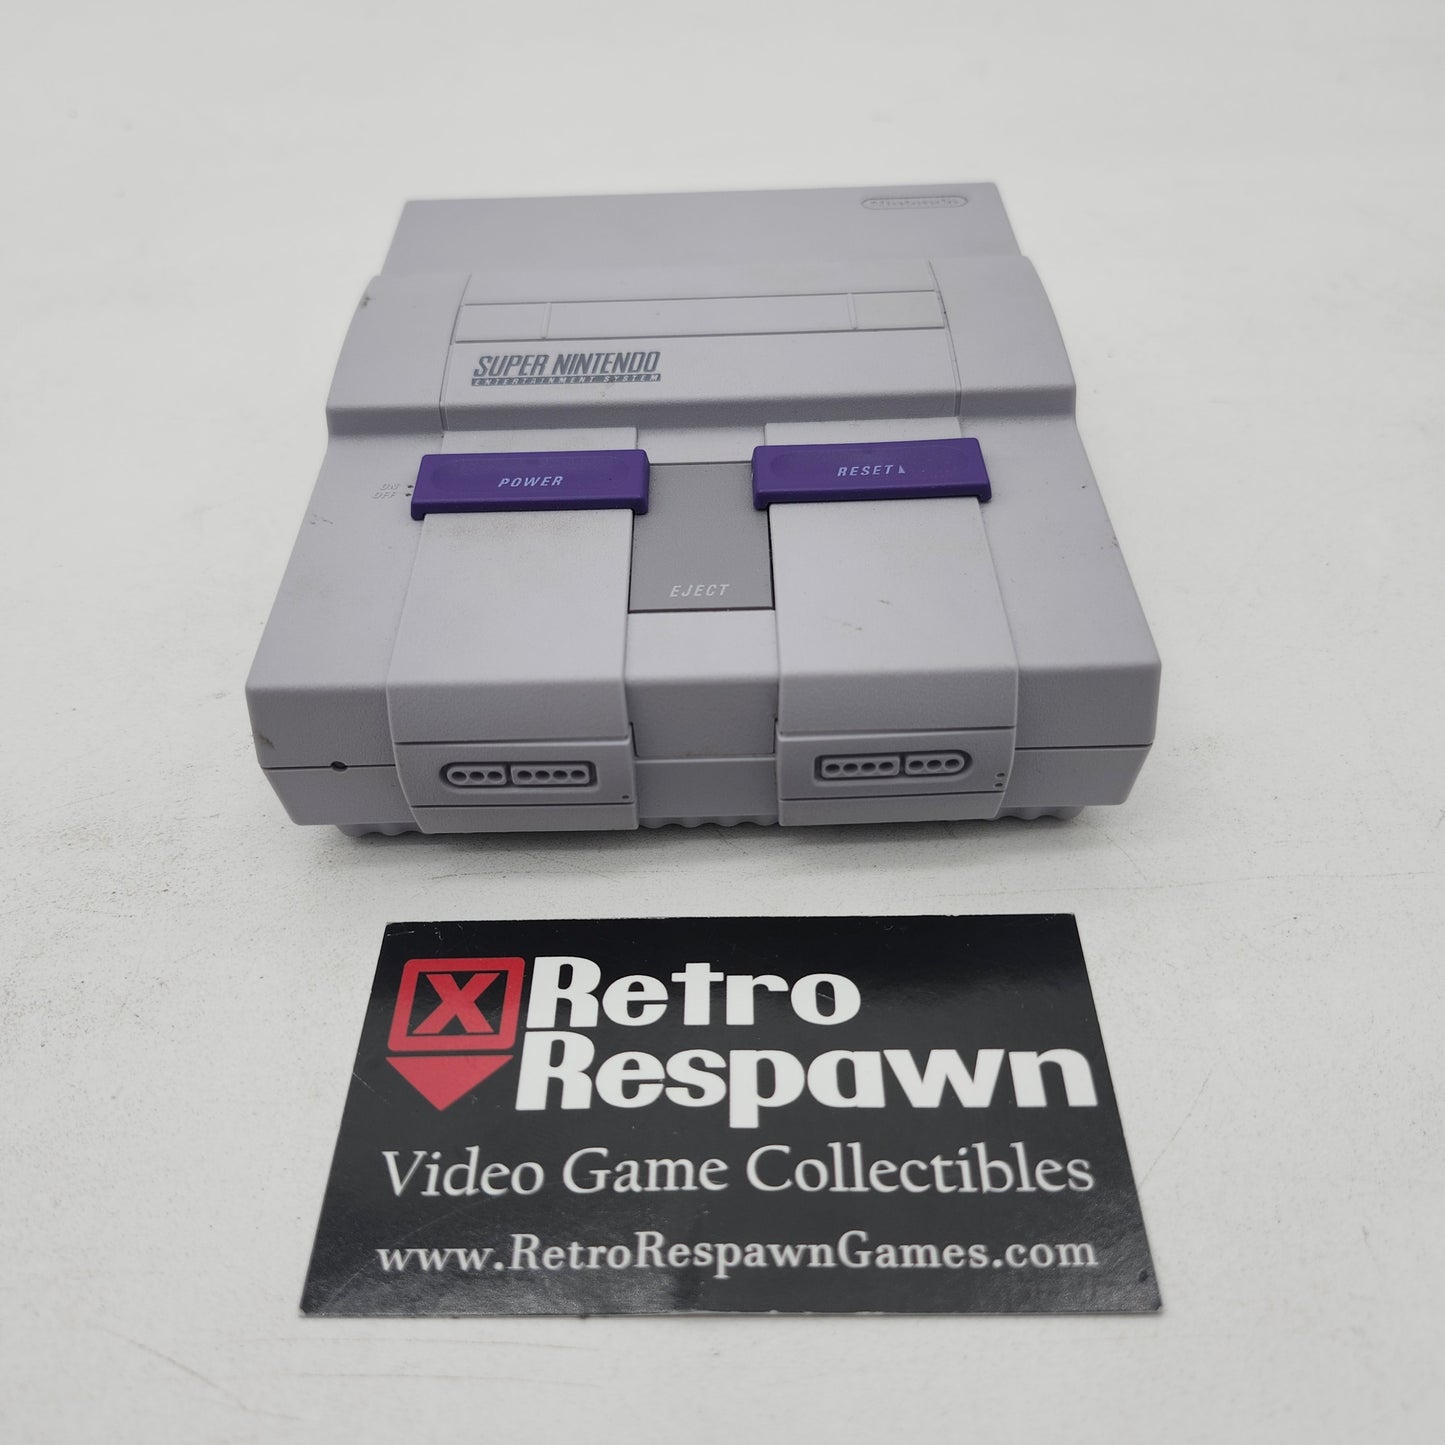 Nintendo
SUPER NINTENDO
ENTERTAINMENT SYSTEM
ON
OFF
POWER
RESET
EJECT
X
Retro
Respawn
Video Game Collectibles
www.RetroRespawnGames.com